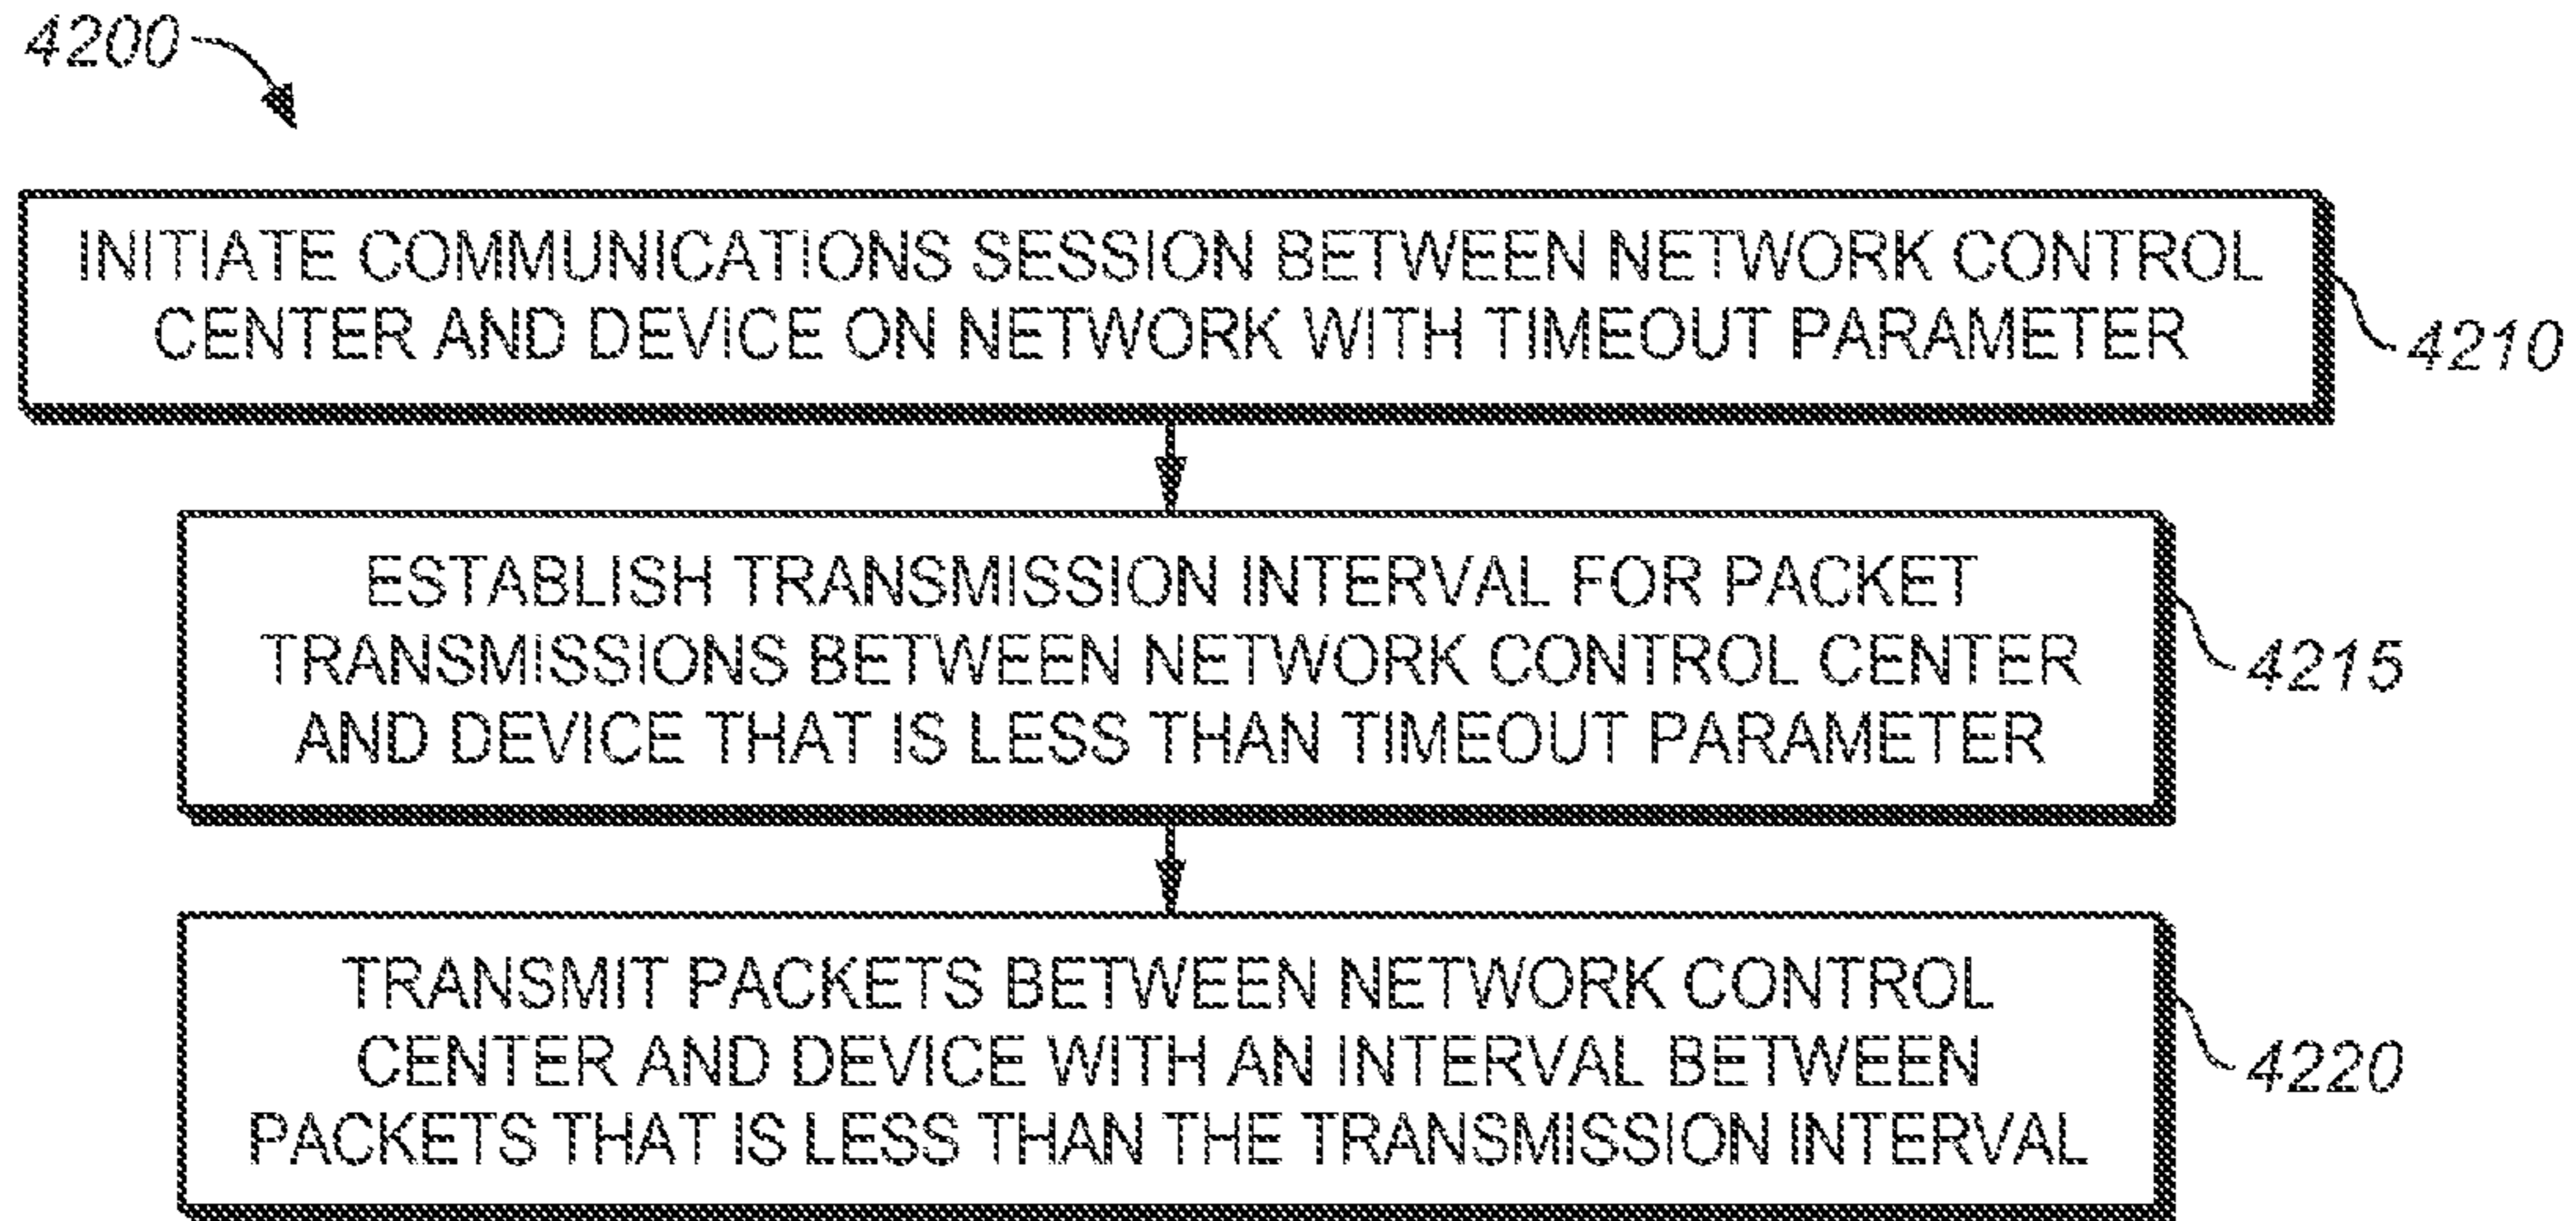 4200
INITIATE COMMUNICATIONS SESSION BETWEEN NETWORK CONTROL
CENTER AND DEVICE ON NETWORK WITH TIMEOUT PARAMETER
4210
ESTABLISH TRANSMISSION INTERVAL FOR PACKET
TRANSMISSIONS BETWEEN NETWORK CONTROL CENTER
AND DEVICE THAT IS LESS THAN TIMEOUT PARAMETER
4215
TRANSMIT PACKETS BETWEEN NETWORK CONTROL
CENTER AND DEVICE WITH AN INTERVAL BETWEEN
PACKETS THAT IS LESS THAN THE TRANSMISSION INTERVAL
4220